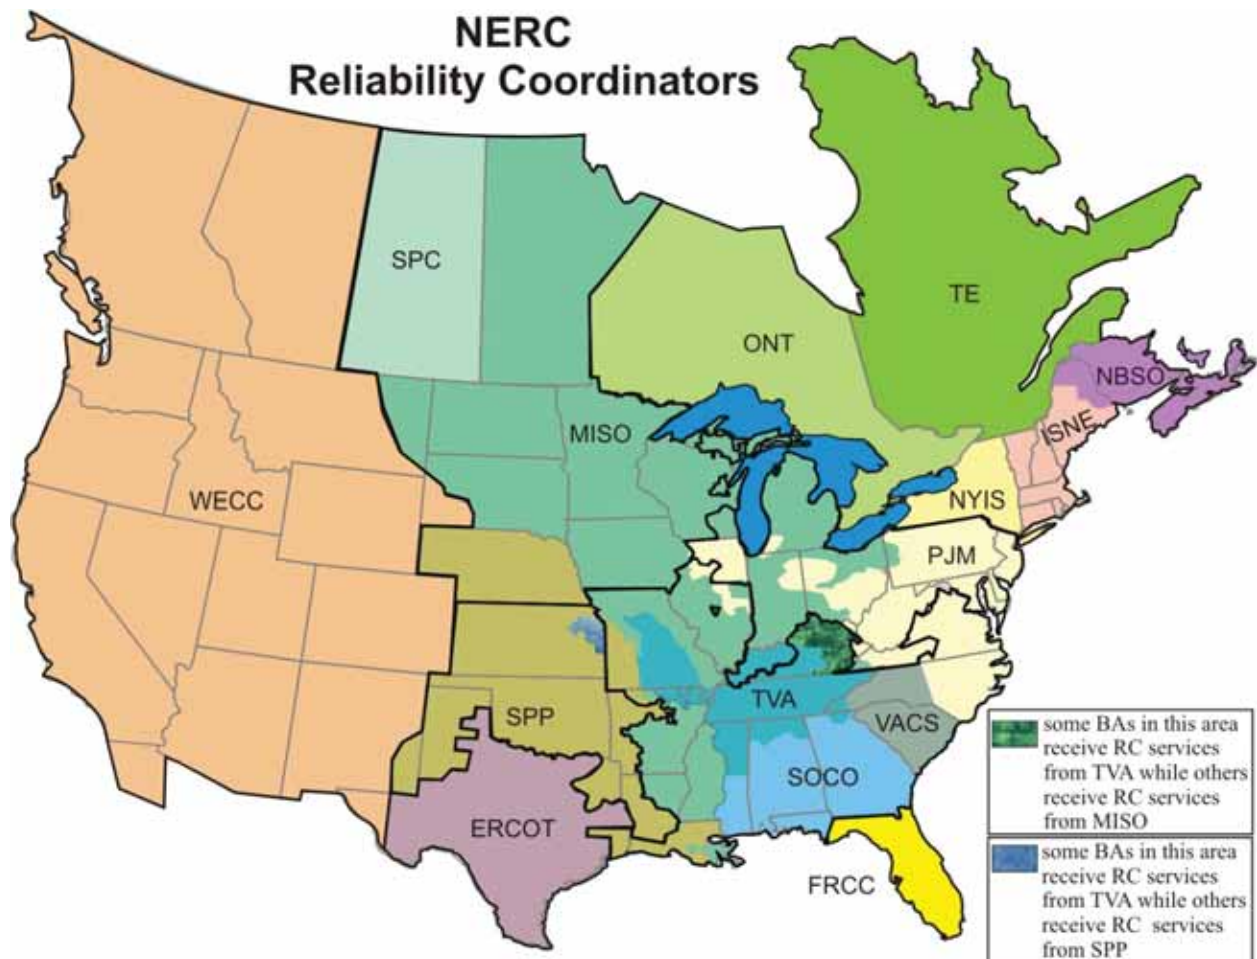 NERC
Reliability Coordinators
SPC
TE
ONT
NBSO
MISO
ISNE
WECC
NYIS
PJM
TVA
SPP
VACS
SOCO
ERCOT
FRCC
some BAs in this area
receive RC services
from TVA while others
receive RC services
from MISO
some BAs in this area
receive RC services
from TVA while others
receive RC services
from SPP